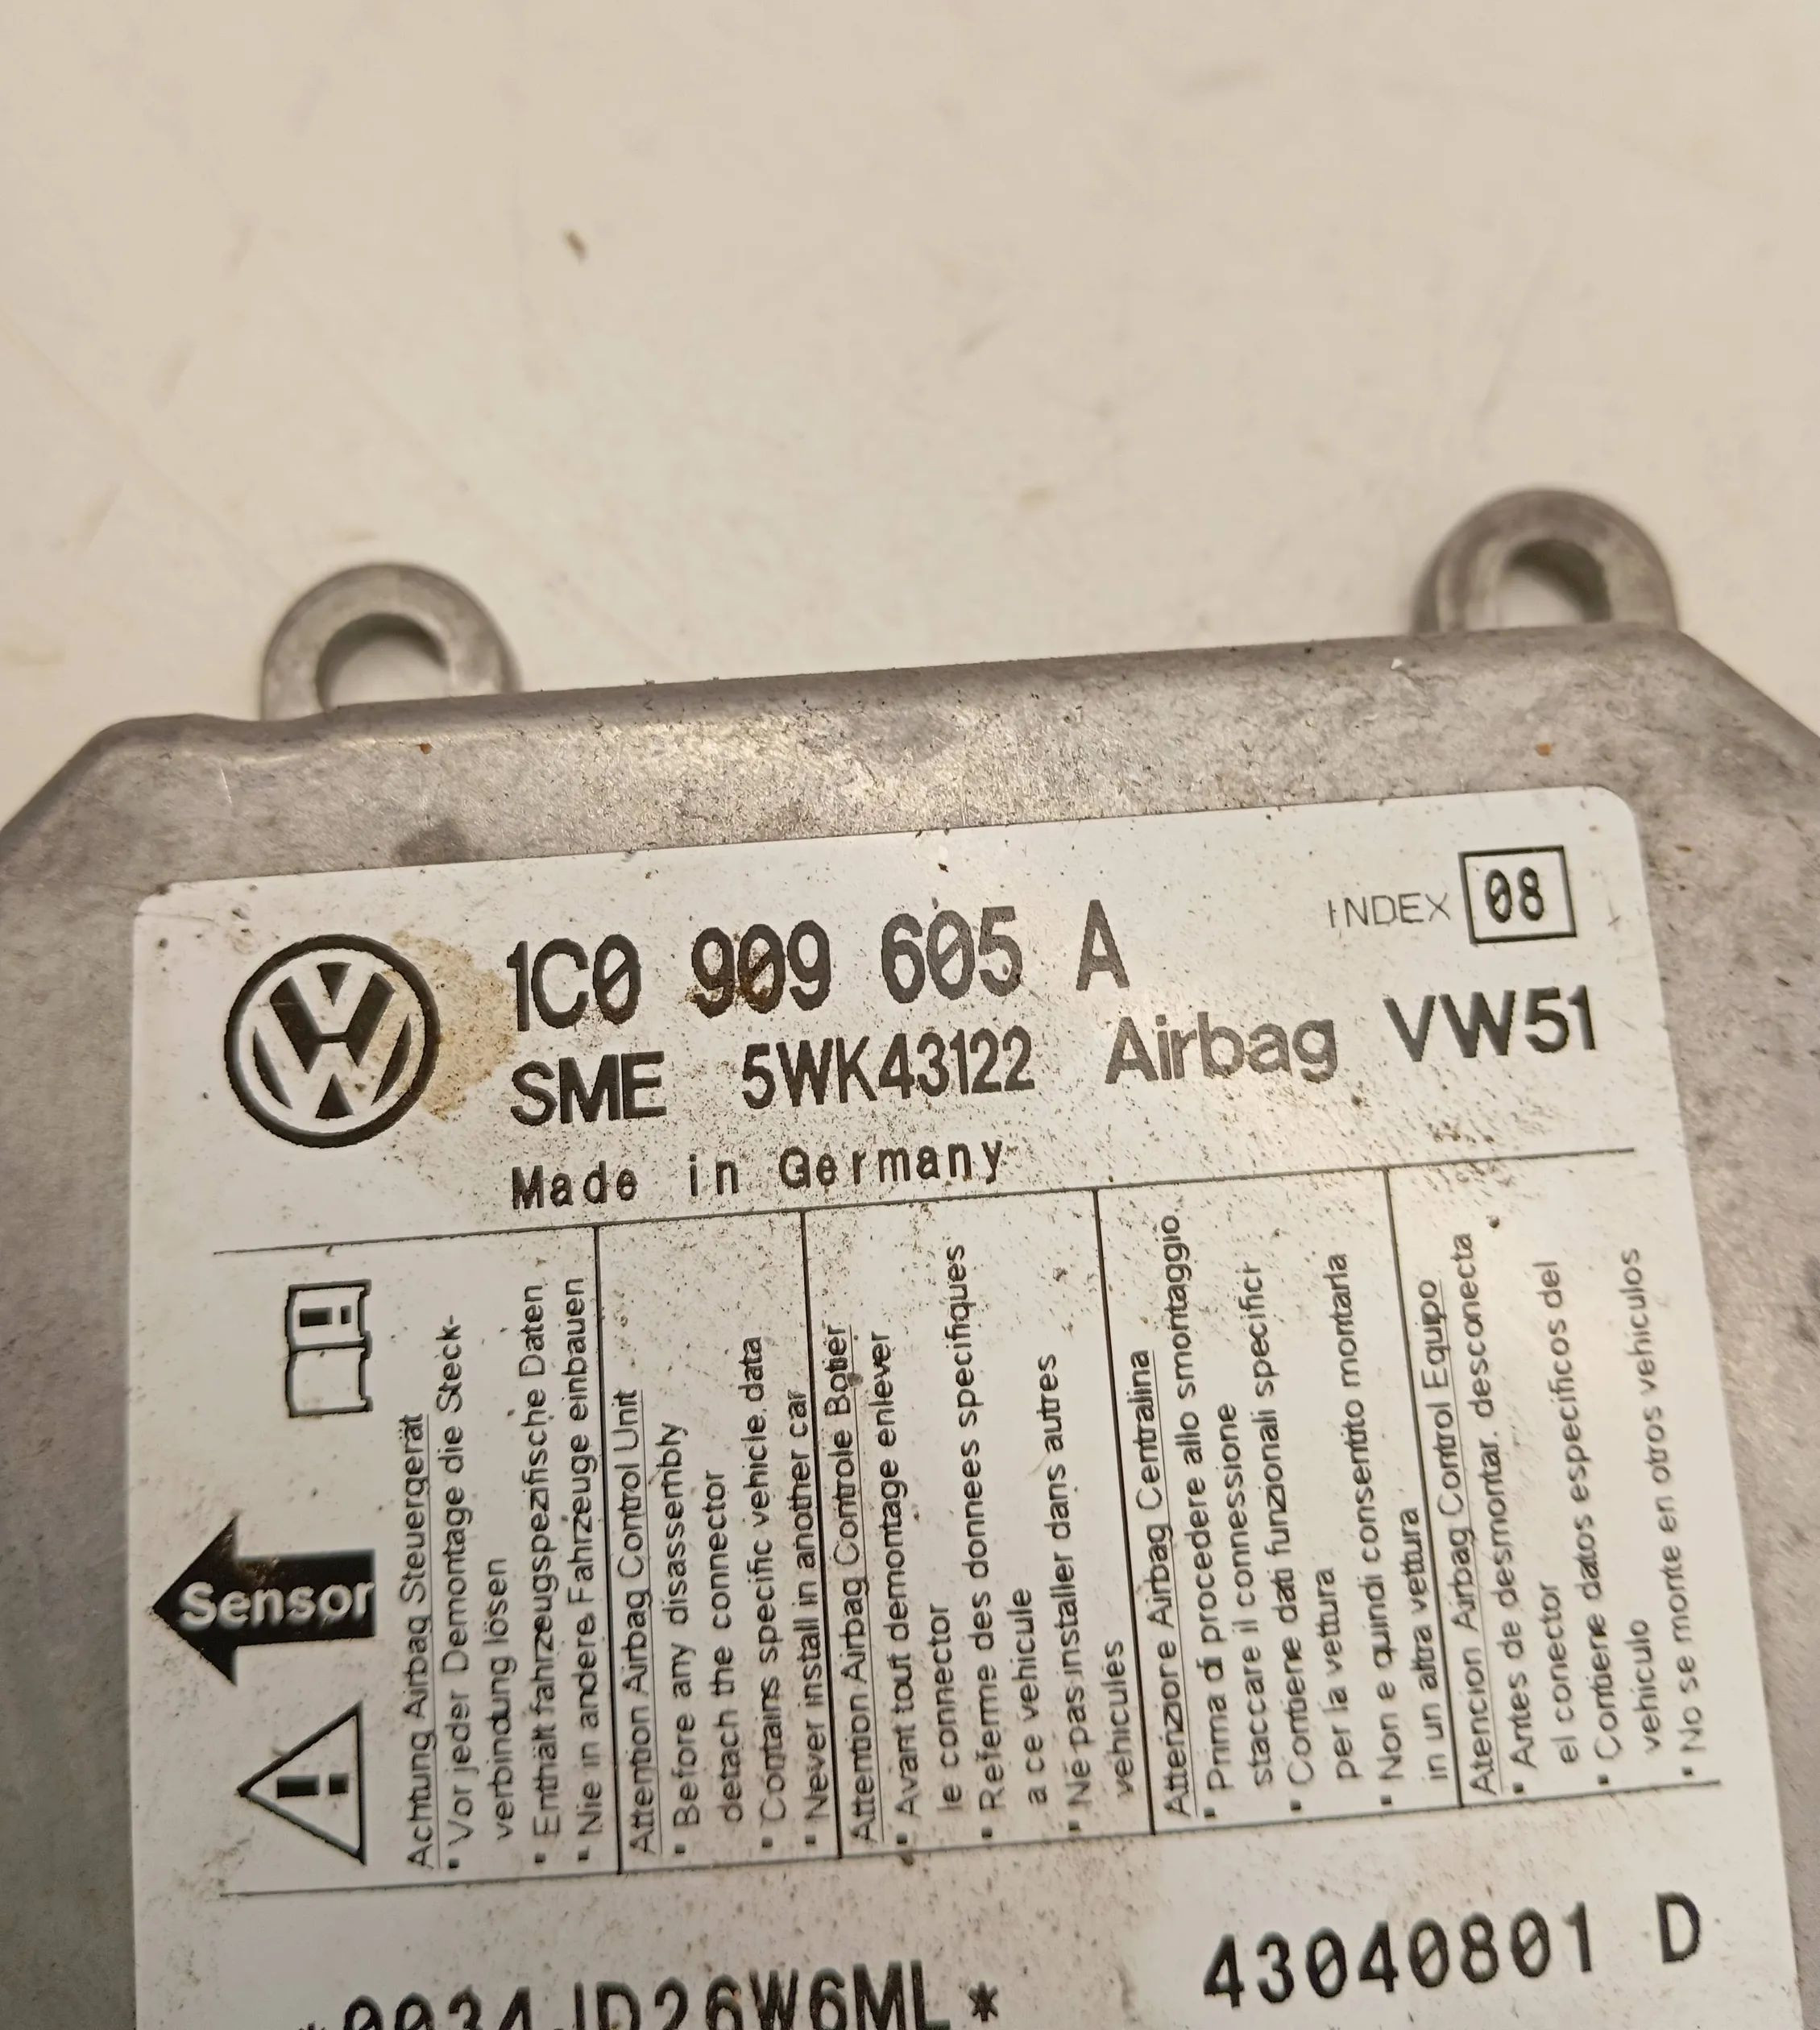 1C0 909 605 A
INDEX 08
SME 5WK43122 Airbag VW51
Made in Germany
Sensor
Achtung Airbag Steuergerät
▪ Vor jeder Demontage die Steck-
verbindung lösen
▪ Enthält fahrzeugspezifische Daten
▪ Nie in andere Fahrzeuge einbauen
Attention Airbag Control Unit
▪ Before any disassembly
detach the connector
▪ Contains specific vehicle data
▪ Never install in another car
Attention Airbag Controle Botier
▪ Avant tout demontage enlever
le connector
▪ Referme des donnees specifiques
a ce vehicule
▪ Ne pas installer dans autres
vehicules
Attenzione Airbag Centralina
▪ Prima di procedere allo smontaggio
staccare il connessione
▪ Contiene dati funzionali specifici
per la vettura
▪ Non e quindi consentito montarla
in un altra vettura
Atencion Airbag Control Equipo
▪ Antes de desmontar, desconecta
el conector
▪ Contiene datos especificos del
vehiculo
▪ No se monte en otros vehiculos
43040801 D
*0034JD26W6ML*